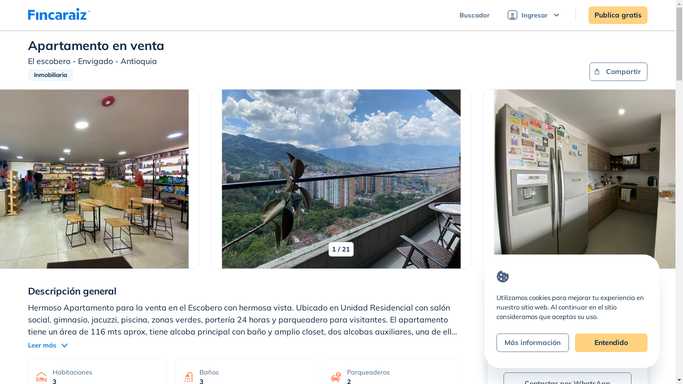 Fincaraiz
Buscador
Ingresar
Publica gratis
Apartamento en venta
El escobero - Envigado - Antioquia
Inmobiliaria
Compartir
1 / 21
Descripción general
Hermoso Apartamento para la venta en el Escobero con hermosa vista. Ubicado en Unidad Residencial con salón
social, gimnasio, jacuzzi, piscina, zonas verdes, portería 24 horas y parqueadero para visitantes. El apartamento
tiene un área de 116 mts aprox, tiene alcoba principal con baño y amplio closet, dos alcobas auxiliares, una de ell...
Leer más
Habitaciones
3
Baños
3
Parqueaderos
2
Utilizamos cookies para mejorar tu experiencia en
nuestro sitio web. Al continuar en el sitio
consideramos que aceptas su uso.
Más información
Entendido
Contactar por WhatsApp